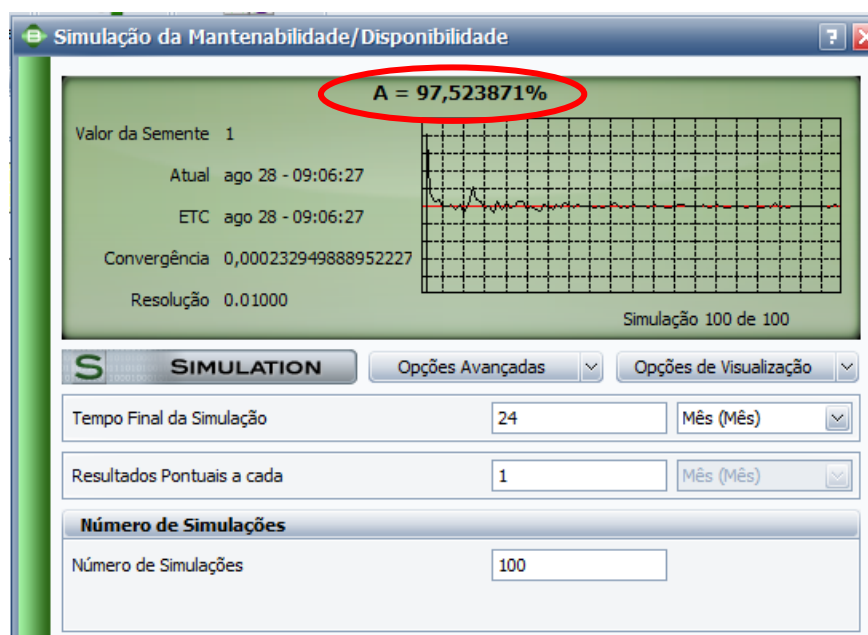 Simulação da Mantenabilidade/Disponibilidade
A = 97,523871%
Valor da Semente 1
Atual ago 28 - 09:06:27
ETC ago 28 - 09:06:27
Convergência 0,000232949888952227
Resolução 0.01000
Simulação 100 de 100
S SIMULATION Opções Avançadas Opções de Visualização
Tempo Final da Simulação 24 Mês (Mês)
Resultados Pontuais a cada 1 Mês (Mês)
Número de Simulações
Número de Simulações 100